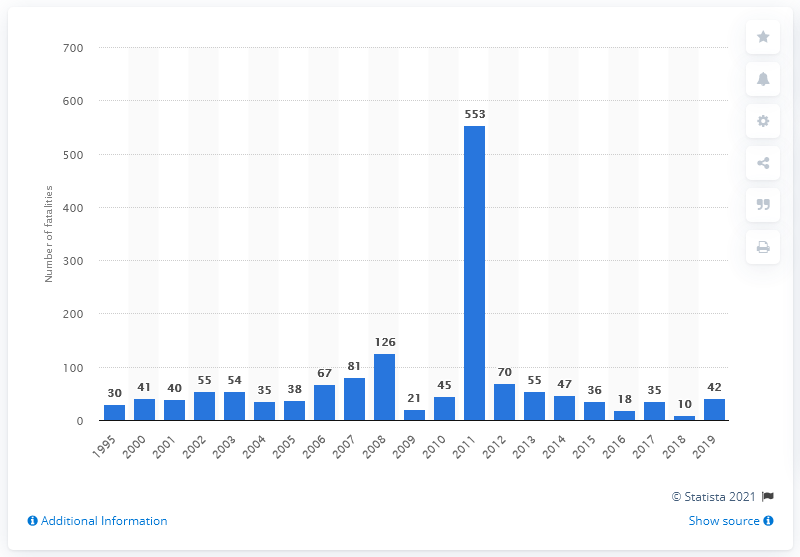 700
600
500
400
300
200
100
0
Number of fatalities
30 41 40 55 54 35 38 67 81 126 21 45 553 70 55 47 36 18 35 10 42
1995 2000 2001 2002 2003 2004 2005 2006 2007 2008 2009 2010 2011 2012 2013 2014 2015 2016 2017 2018 2019
© Statista 2021
Additional Information
Show source